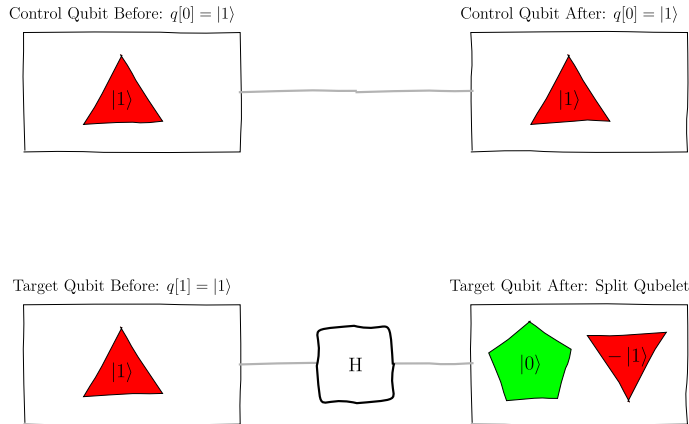 Control Qubit Before: q[0] = |1⟩
Control Qubit After: q[0] = |1⟩
|1⟩
|1⟩
Target Qubit Before: q[1] = |1⟩
Target Qubit After: Split Qubelet
|1⟩
H
|0⟩
−|1⟩